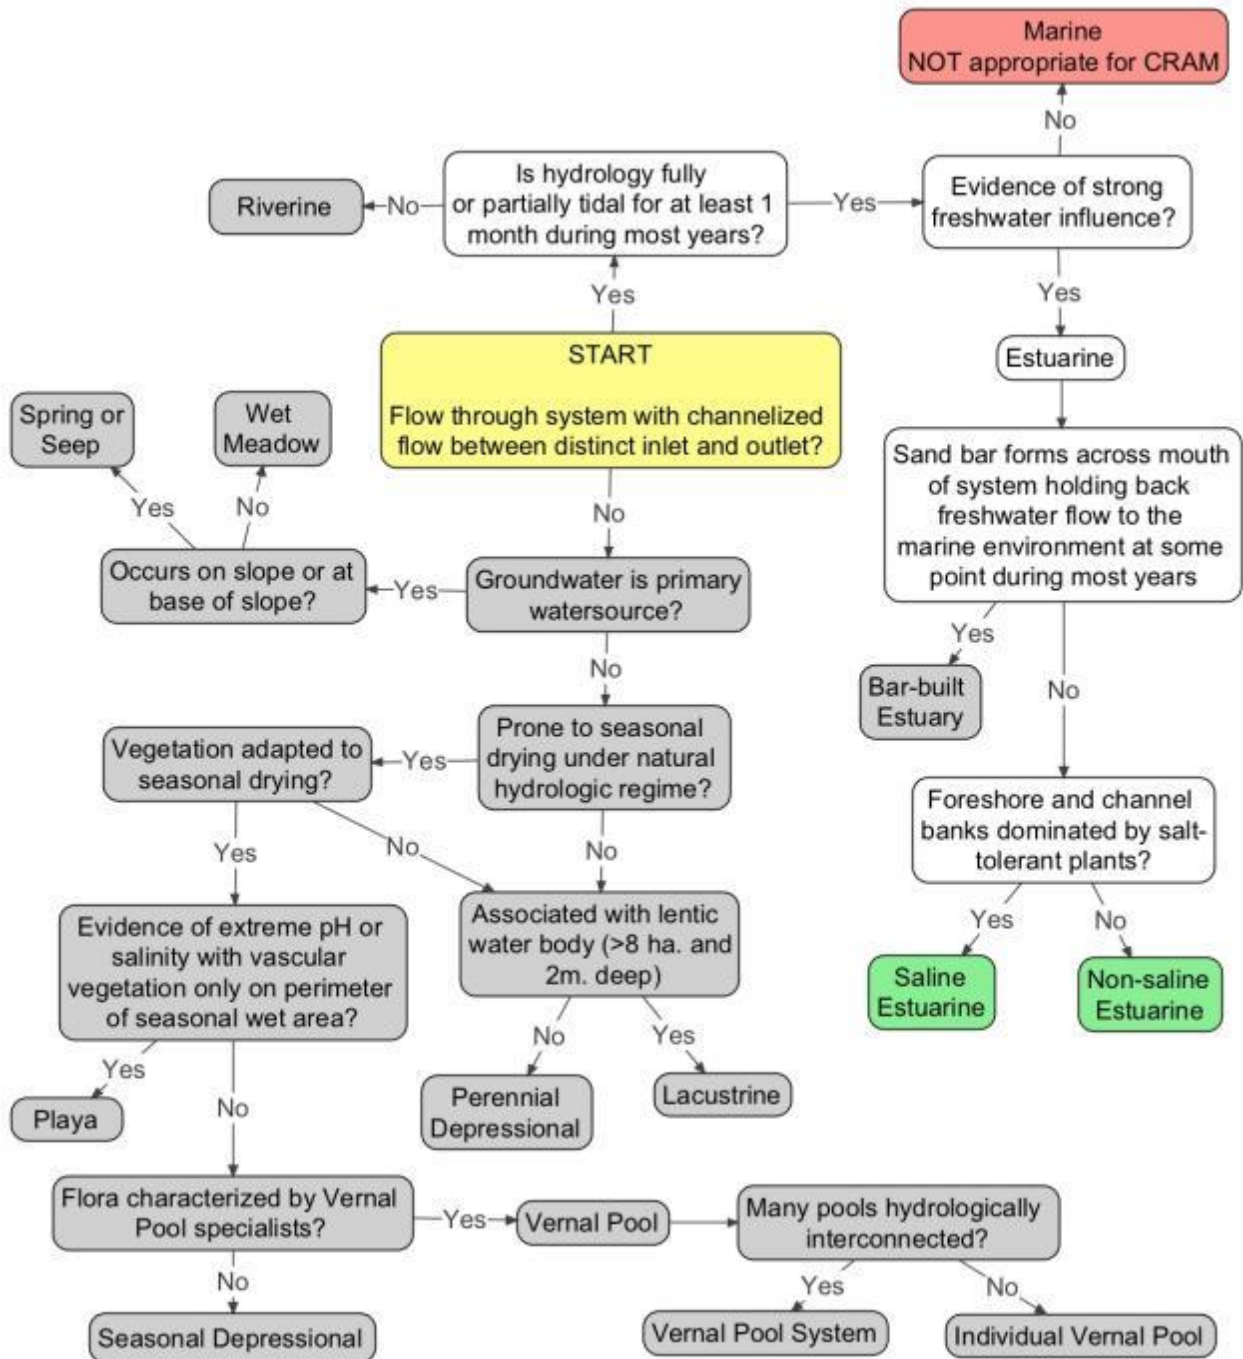 Marine
NOT appropriate for CRAM
No
Is hydrology fully
or partially tidal for at least 1
month during most years?
No
Riverine
Yes
Evidence of strong
freshwater influence?
Yes
Yes
START
Flow through system with channelized
flow between distinct inlet and outlet?
Estuarine
Spring or
Seep
Wet
Meadow
Yes
No
No
Sand bar forms across mouth
of system holding back
freshwater flow to the
marine environment at some
point during most years
Occurs on slope or at
base of slope?
Yes
Groundwater is primary
watersource?
Yes
No
No
Bar-built
Estuary
Vegetation adapted to
seasonal drying?
Yes
Prone to seasonal
drying under natural
hydrologic regime?
Foreshore and channel
banks dominated by salt-
tolerant plants?
Yes
No
No
Yes
No
Evidence of extreme pH or
salinity with vascular
vegetation only on perimeter
of seasonal wet area?
Associated with lentic
water body (>8 ha. and
2m. deep)
Saline
Estuarine
Non-saline
Estuarine
Yes
No
No
Yes
Playa
Perennial
Depressional
Lacustrine
Flora characterized by Vernal
Pool specialists?
Yes
Vernal Pool
Many pools hydrologically
interconnected?
No
Yes
No
Seasonal Depressional
Vernal Pool System
Individual Vernal Pool